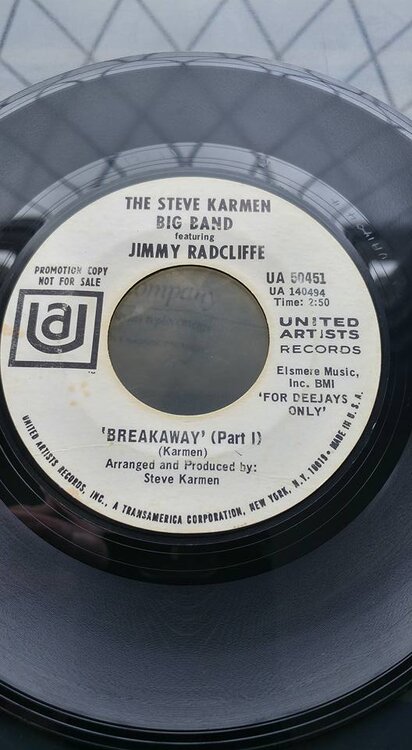 THE STEVE KARMEN
BIG BAND
featuring
JIMMY RADCLIFFE
PROMOTION COPY
NOT FOR SALE
UA
UA 50451
UA 140494
Time: 2:50
UNITED
ARTISTS
RECORDS
Elsmere Music,
Inc. BMI
'FOR DEEJAYS
ONLY'
'BREAKAWAY' (Part I)
(Karmen)
Arranged and Produced by:
Steve Karmen
UNITED ARTISTS RECORDS, INC., A TRANSAMERICA CORPORATION, NEW YORK, N.Y. 10019 • MADE IN U.S.A.